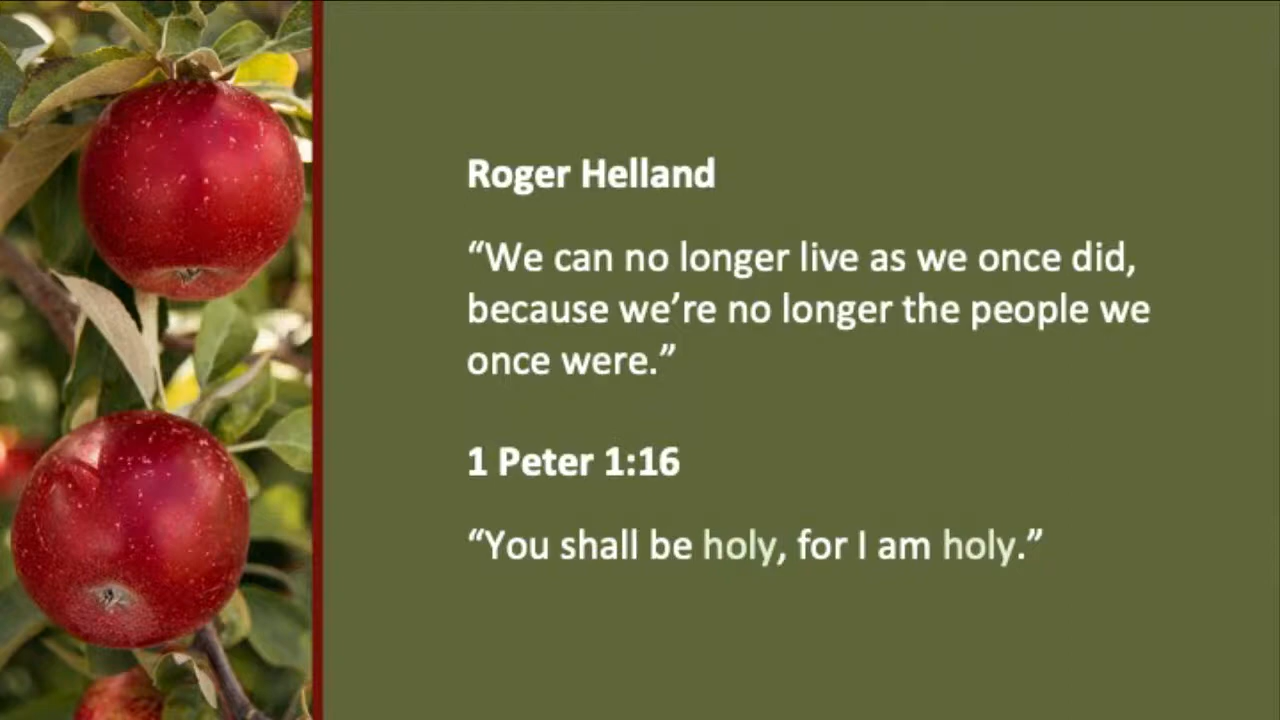 Roger Helland
“We can no longer live as we once did,
because we’re no longer the people we
once were.”
1 Peter 1:16
“You shall be holy, for I am holy.”